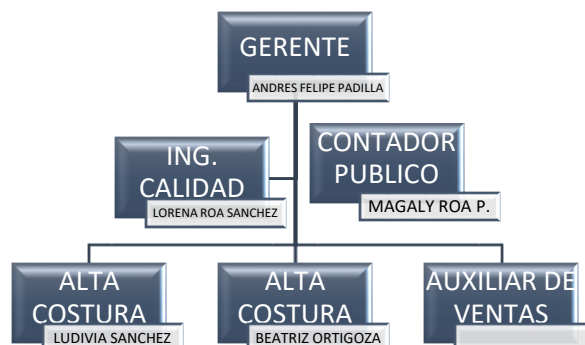 GERENTE
ANDRES FELIPE PADILLA
ING.
CALIDAD
LORENA ROA SANCHEZ
CONTADOR
PUBLICO
MAGALY ROA P.
ALTA
COSTURA
LUDIVIA SANCHEZ
ALTA
COSTURA
BEATRIZ ORTIGOZA
AUXILIAR DE
VENTAS